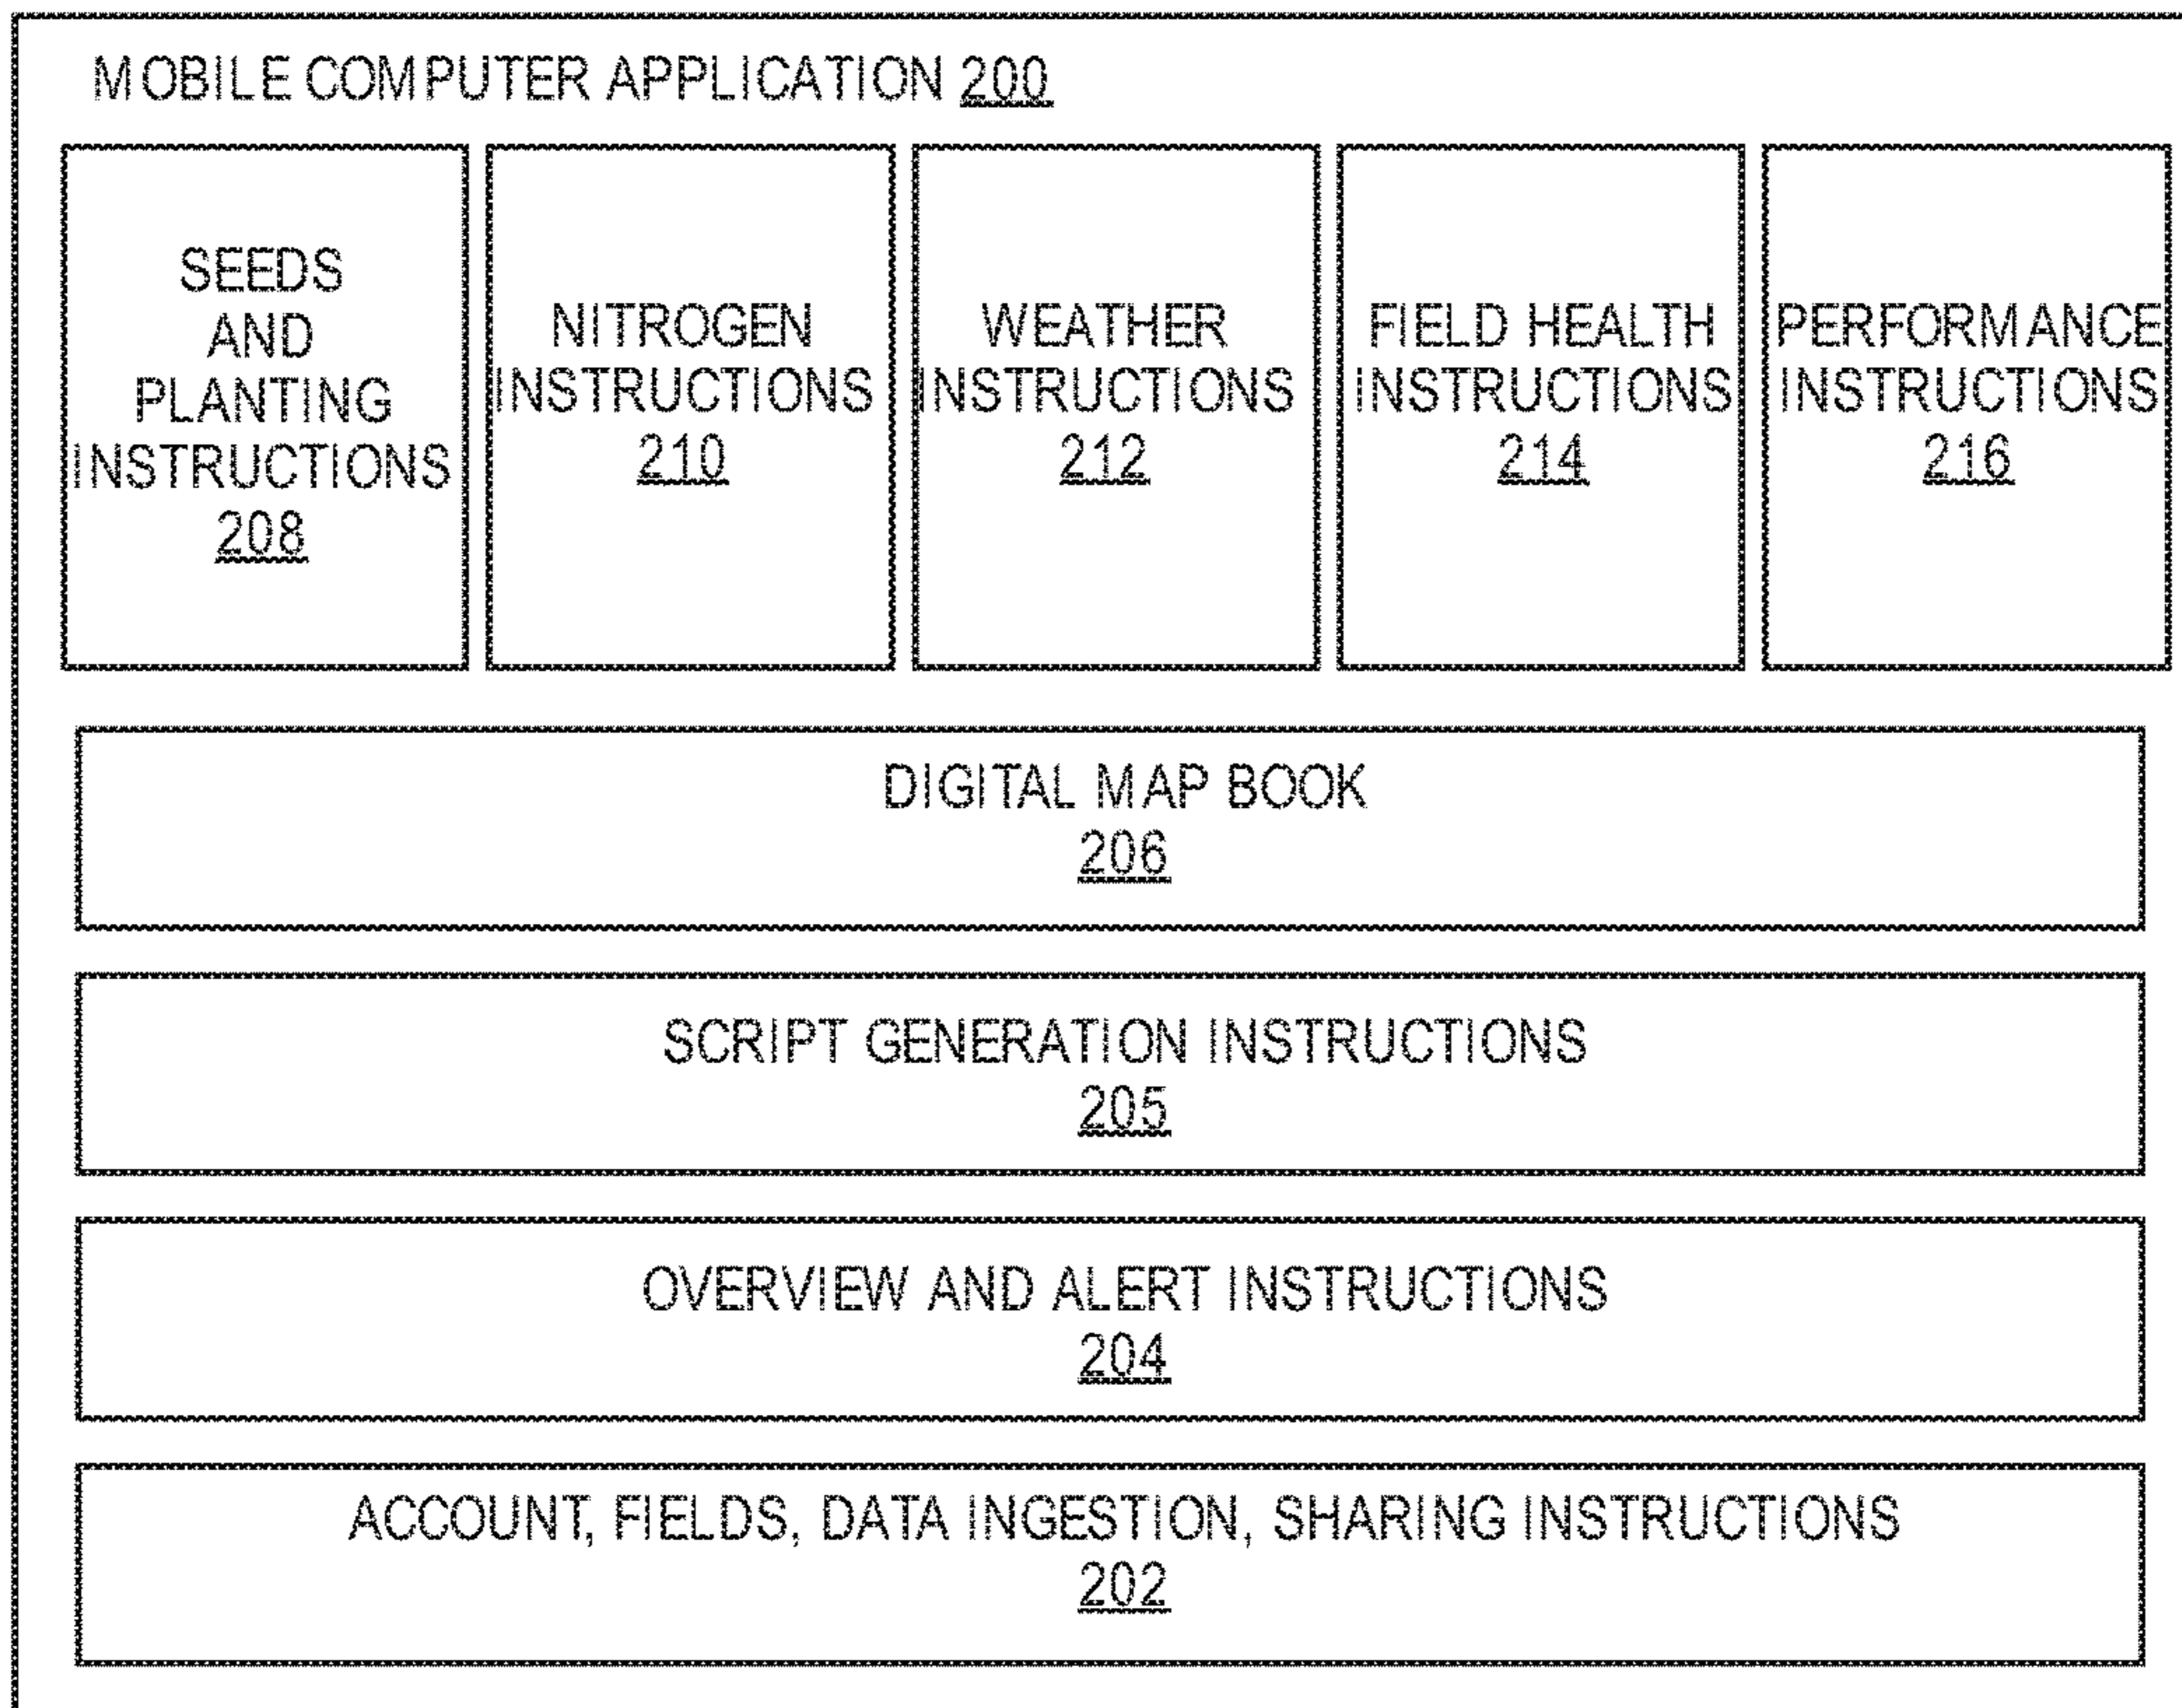 MOBILE COMPUTER APPLICATION 200
SEEDS
AND
PLANTING
INSTRUCTIONS
208
NITROGEN
INSTRUCTIONS
210
WEATHER
INSTRUCTIONS
212
FIELD HEALTH
INSTRUCTIONS
214
PERFORMANCE
INSTRUCTIONS
216
DIGITAL MAP BOOK
206
SCRIPT GENERATION INSTRUCTIONS
205
OVERVIEW AND ALERT INSTRUCTIONS
204
ACCOUNT, FIELDS, DATA INGESTION, SHARING INSTRUCTIONS
202